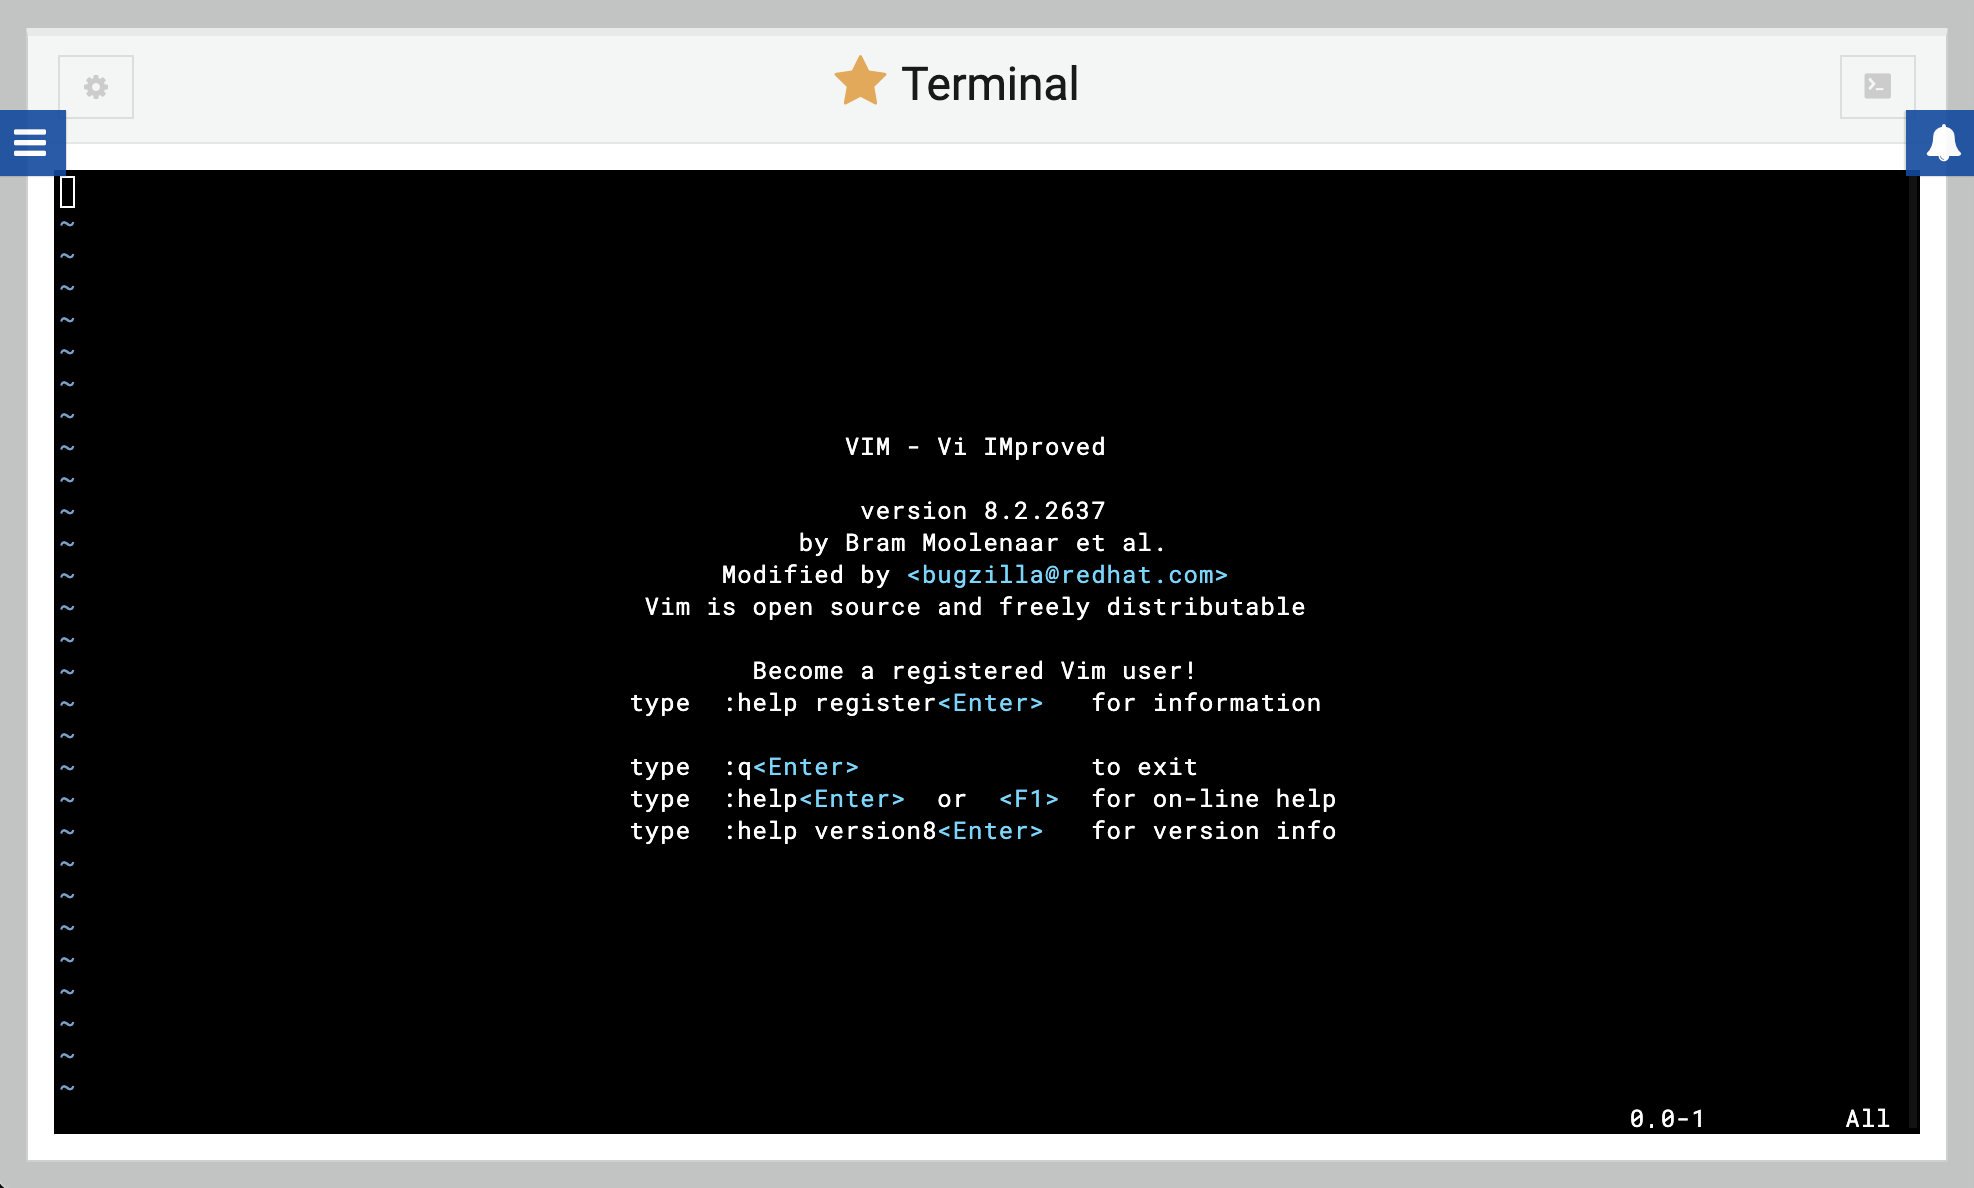 Terminal
~
~
~
~
~
~
~
~
VIM - Vi IMproved
~
~
version 8.2.2637
~
by Bram Moolenaar et al.
~
Modified by <bugzilla@redhat.com>
~
Vim is open source and freely distributable
~
~
Become a registered Vim user!
~
type :help register<Enter> for information
~
~
type :q<Enter> to exit
~
type :help<Enter> or <F1> for on-line help
~
type :help version8<Enter> for version info
~
~
~
~
~
~
~
~
0.0-1 All